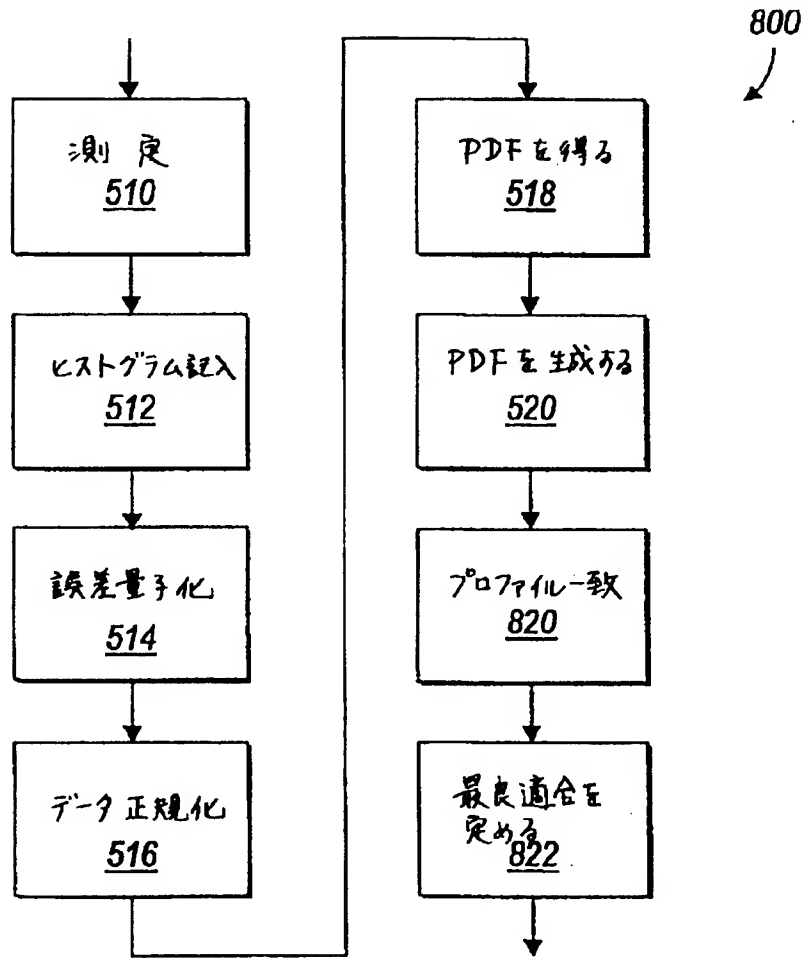 800
測定
510
ヒストグラム記入
512
誤差量子化
514
データ正規化
516
PDFを得る
518
PDFを生成する
520
プロファイル一致
820
最良適合を
定める
822